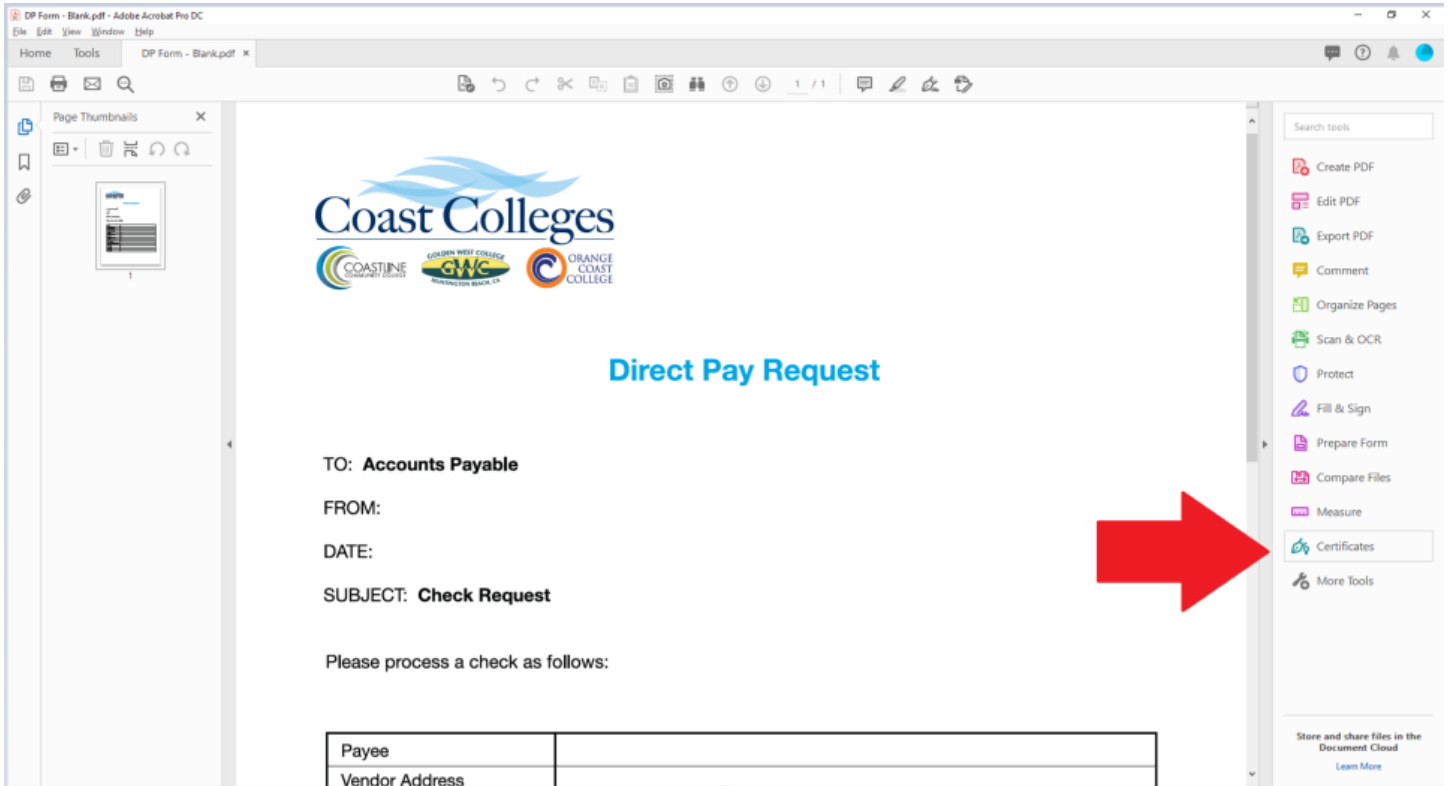 DP Form - Blank.pdf - Adobe Acrobat Pro DC
File Edit View Window Help
Home Tools DP Form - Blank.pdf ×
1 / 1
Page Thumbnails ×
1
Coast Colleges
COASTLINE
COMMUNITY COLLEGE
GOLDEN WEST COLLEGE
GWC
HUNTINGTON BEACH, CA
ORANGE
COAST
COLLEGE
Direct Pay Request
TO: Accounts Payable
FROM:
DATE:
SUBJECT: Check Request
Please process a check as follows:
Payee
Vendor Address
Search tools
Create PDF
Edit PDF
Export PDF
Comment
Organize Pages
Scan & OCR
Protect
Fill & Sign
Prepare Form
Compare Files
Measure
Certificates
More Tools
Store and share files in the
Document Cloud
Learn More